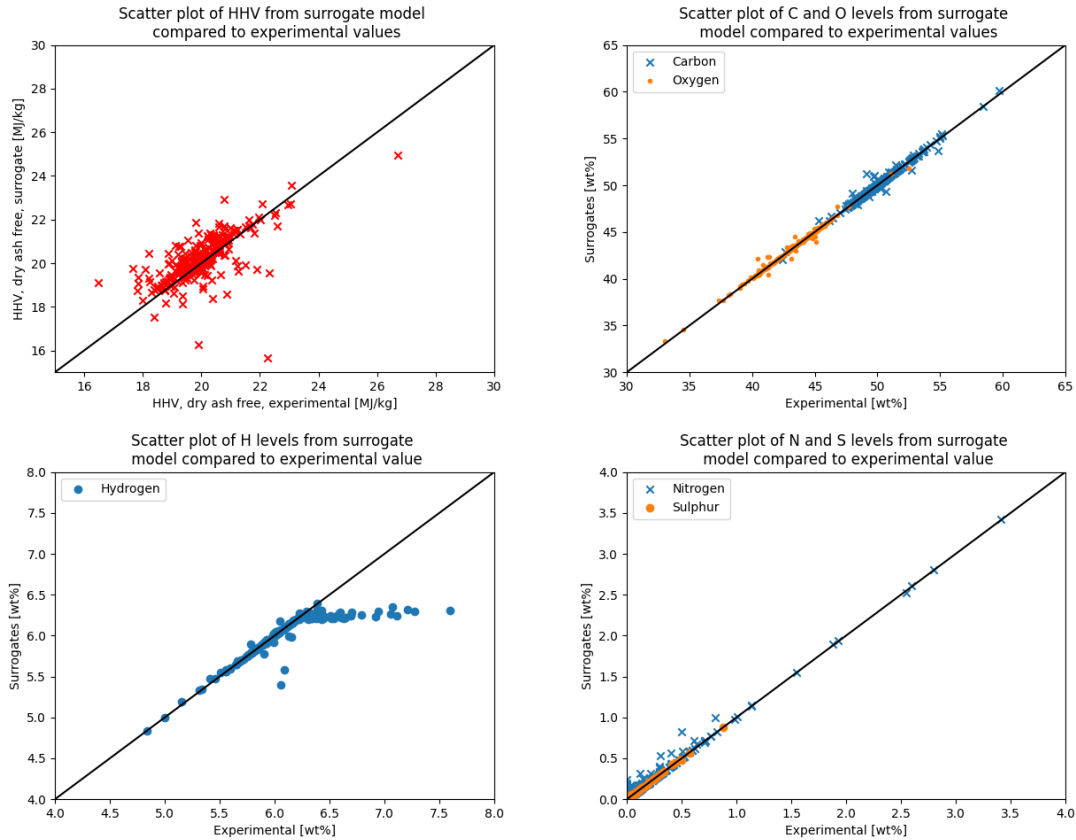 Scatter plot of HHV from surrogate model
compared to experimental values
30
28
26
24
22
20
18
16
HHV, dry ash free, surrogate [MJ/kg]
16 18 20 22 24 26 28 30
HHV, dry ash free, experimental [MJ/kg]
Scatter plot of C and O levels from surrogate
model compared to experimental values
Carbon
Oxygen
65
60
55
50
45
40
35
30
Surrogates [wt%]
30 35 40 45 50 55 60 65
Experimental [wt%]
Scatter plot of H levels from surrogate
model compared to experimental value
Hydrogen
8.0
7.5
7.0
6.5
6.0
5.5
5.0
4.5
4.0
Surrogates [wt%]
4.0 4.5 5.0 5.5 6.0 6.5 7.0 7.5 8.0
Experimental [wt%]
Scatter plot of N and S levels from surrogate
model compared to experimental value
Nitrogen
Sulphur
4.0
3.5
3.0
2.5
2.0
1.5
1.0
0.5
0.0
Surrogates [wt%]
0.0 0.5 1.0 1.5 2.0 2.5 3.0 3.5 4.0
Experimental [wt%]